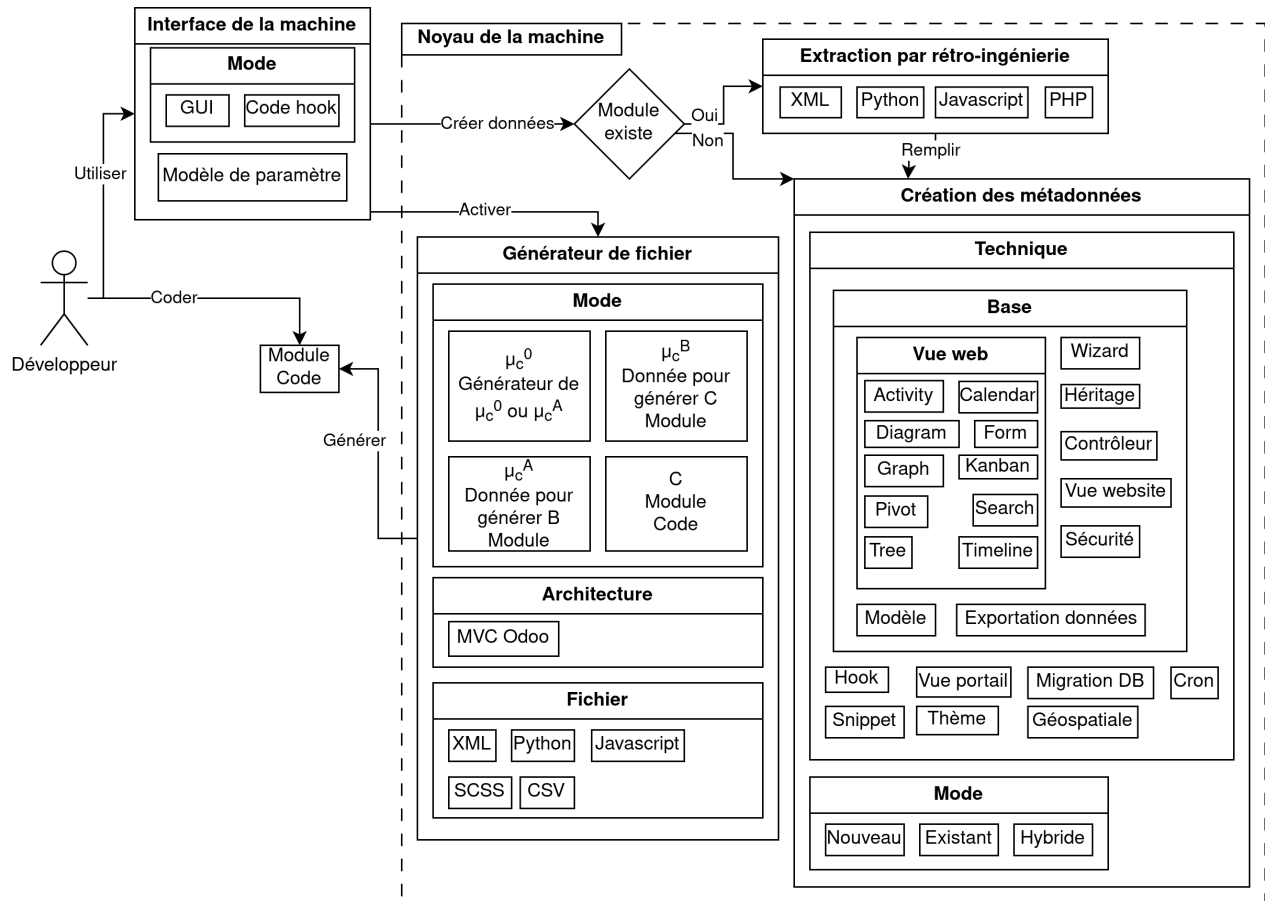 Interface de la machine
Mode
GUI
Code hook
Modèle de paramètre
Utiliser
Développeur
Coder
Module
Code
Générer
Créer données
Activer
Noyau de la machine
Module
existe
Oui
Non
Extraction par rétro-ingénierie
XML
Python
Javascript
PHP
Remplir
Générateur de fichier
Mode
μc0
Générateur de
μc0 ou μcA
μcB
Donnée pour
générer C
Module
μcA
Donnée pour
générer B
Module
C
Module
Code
Architecture
MVC Odoo
Fichier
XML
Python
Javascript
SCSS
CSV
Création des métadonnées
Technique
Base
Vue web
Activity
Calendar
Diagram
Form
Graph
Kanban
Pivot
Search
Tree
Timeline
Wizard
Héritage
Contrôleur
Vue website
Sécurité
Modèle
Exportation données
Hook
Vue portail
Migration DB
Cron
Snippet
Thème
Géospatiale
Mode
Nouveau
Existant
Hybride